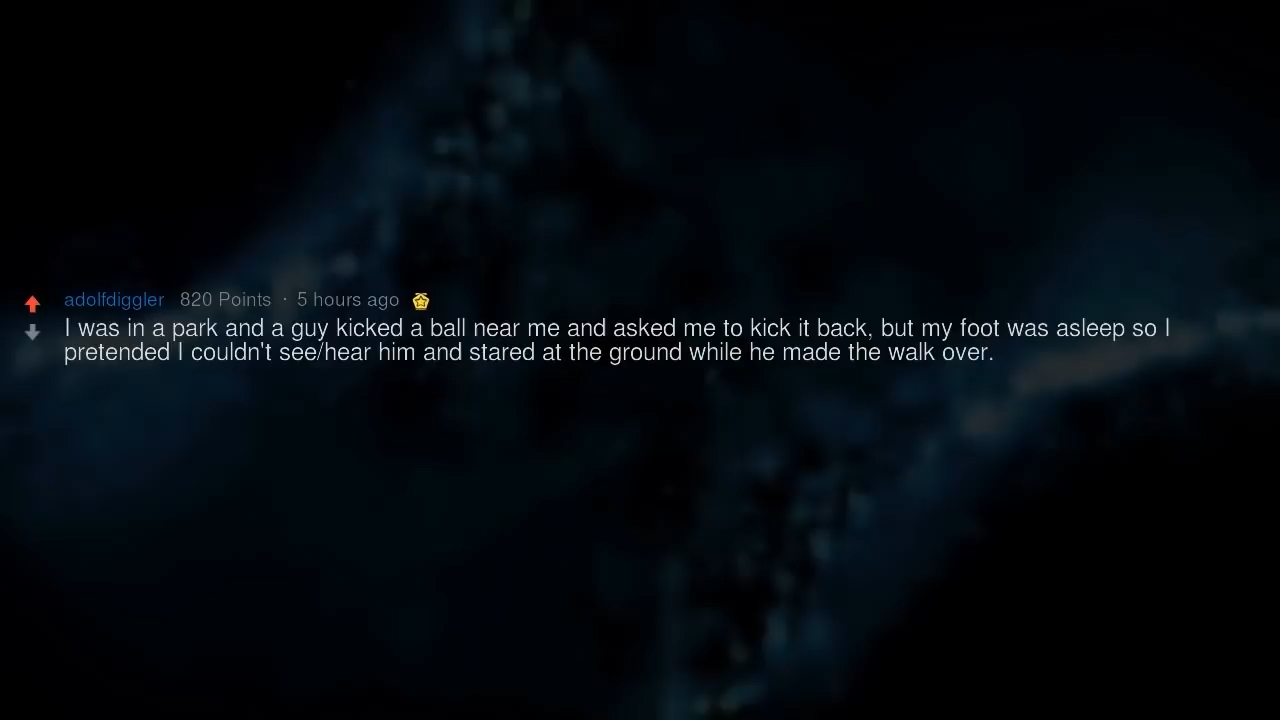 adolfdiggler 820 Points · 5 hours ago
I was in a park and a guy kicked a ball near me and asked me to kick it back, but my foot was asleep so I
pretended I couldn't see/hear him and stared at the ground while he made the walk over.